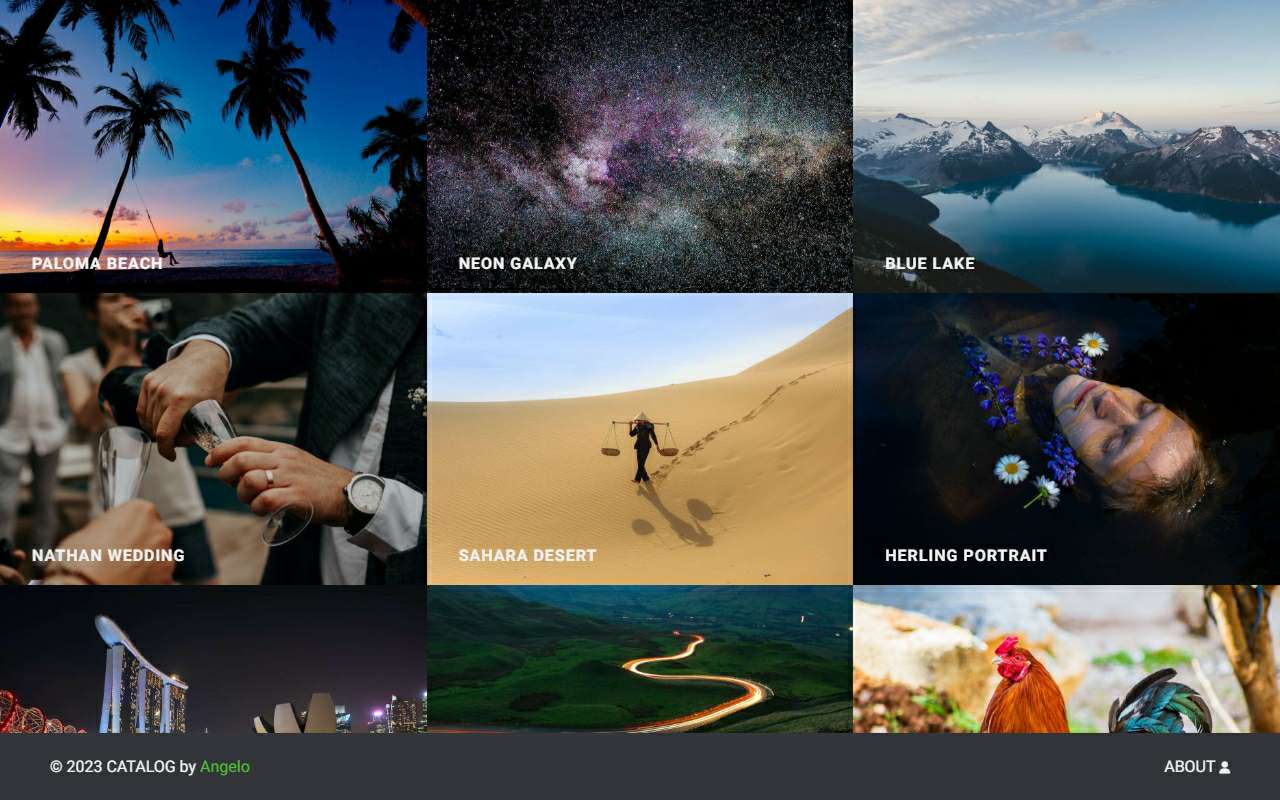 PALOMA BEACH
NEON GALAXY
BLUE LAKE
NATHAN WEDDING
SAHARA DESERT
HERLING PORTRAIT
© 2023 CATALOG by Angelo
ABOUT